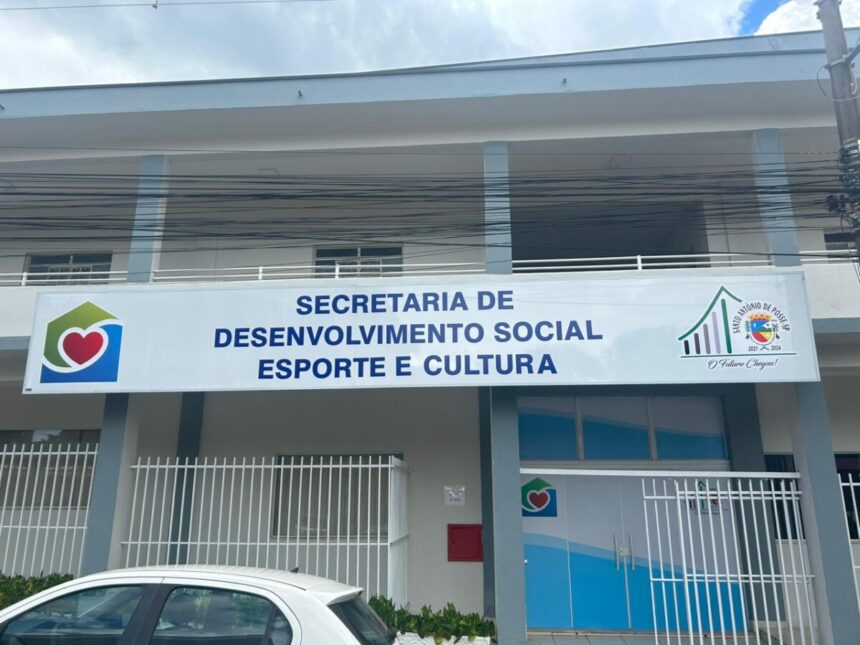 SECRETARIA DE
DESENVOLVIMENTO SOCIAL
ESPORTE E CULTURA
SANTO ANTÔNIO DE POSSE-SP
2021 2024
O Futuro Chegou!